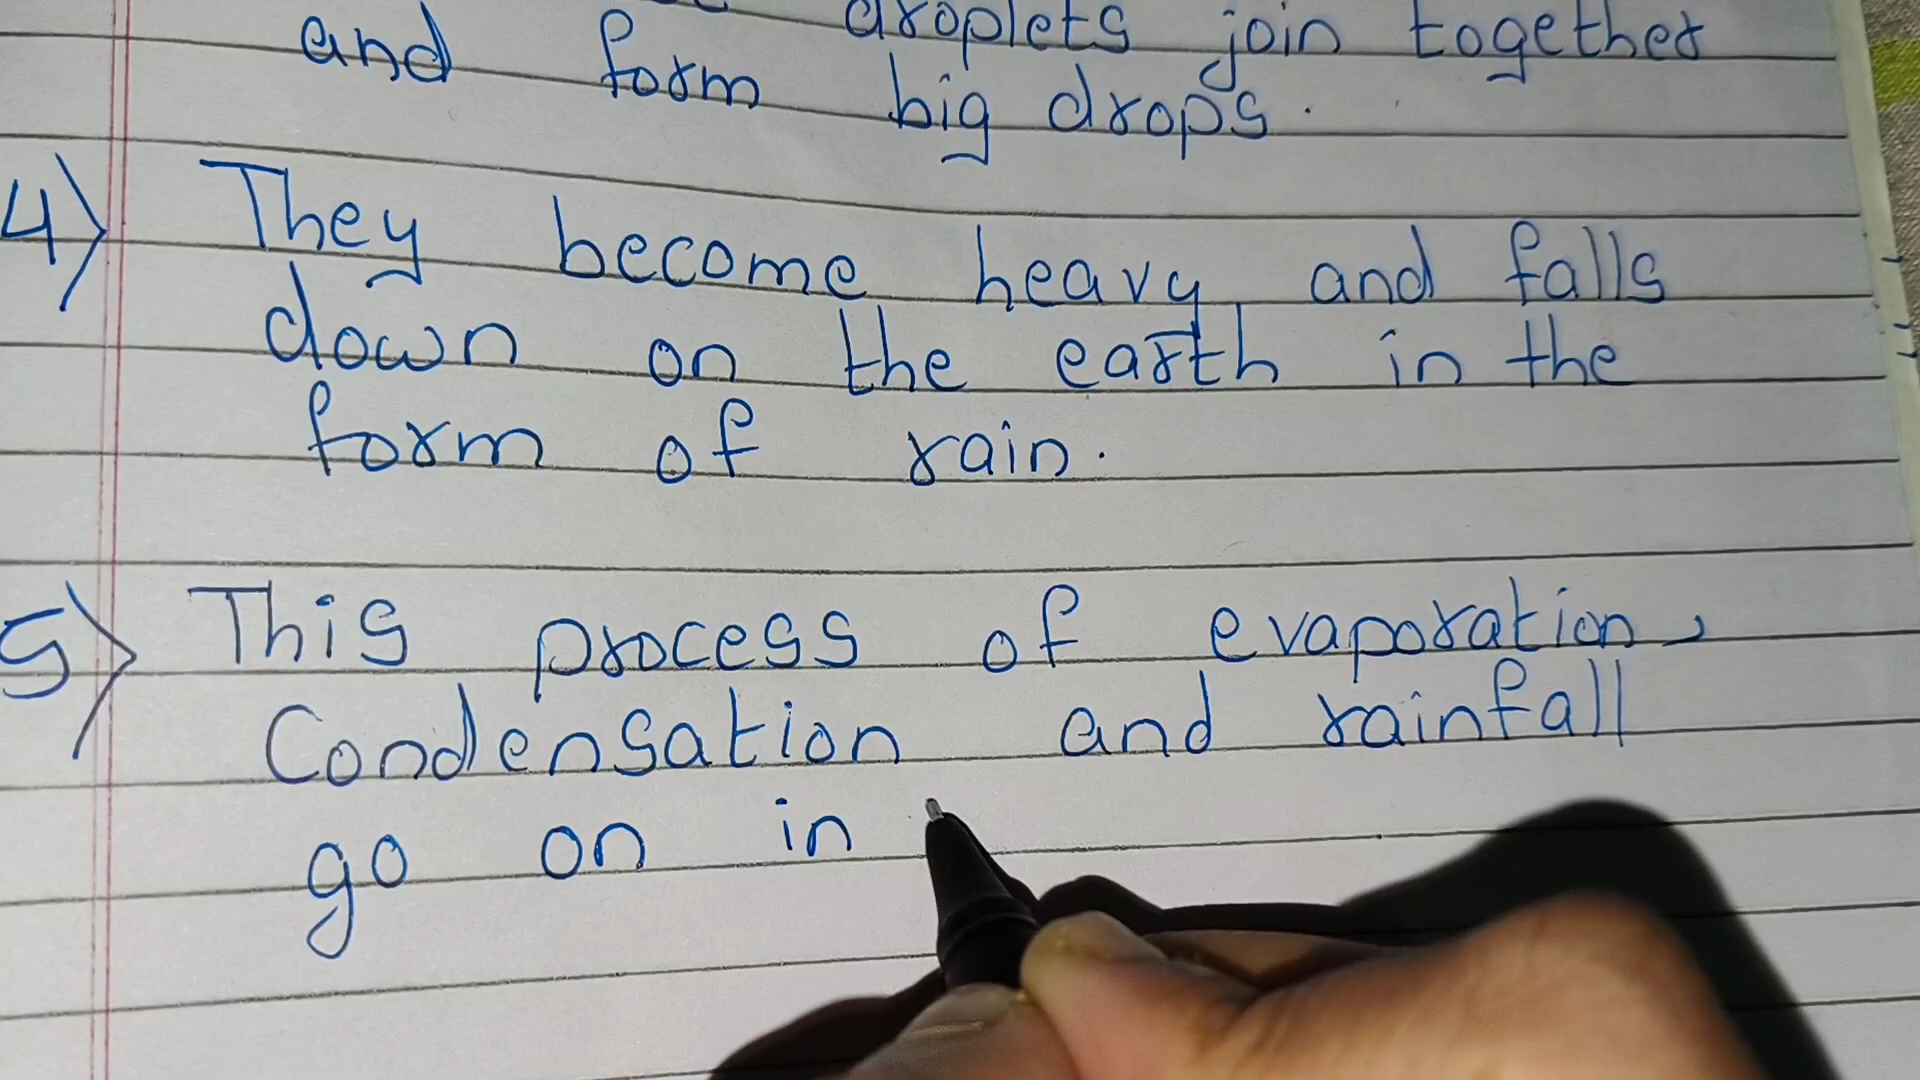 droplets join together
and form big drops.
4) They become heavy and falls
down on the earth in the
form of rain.
5) This process of evaporation,
Condensation and rainfall
go on in